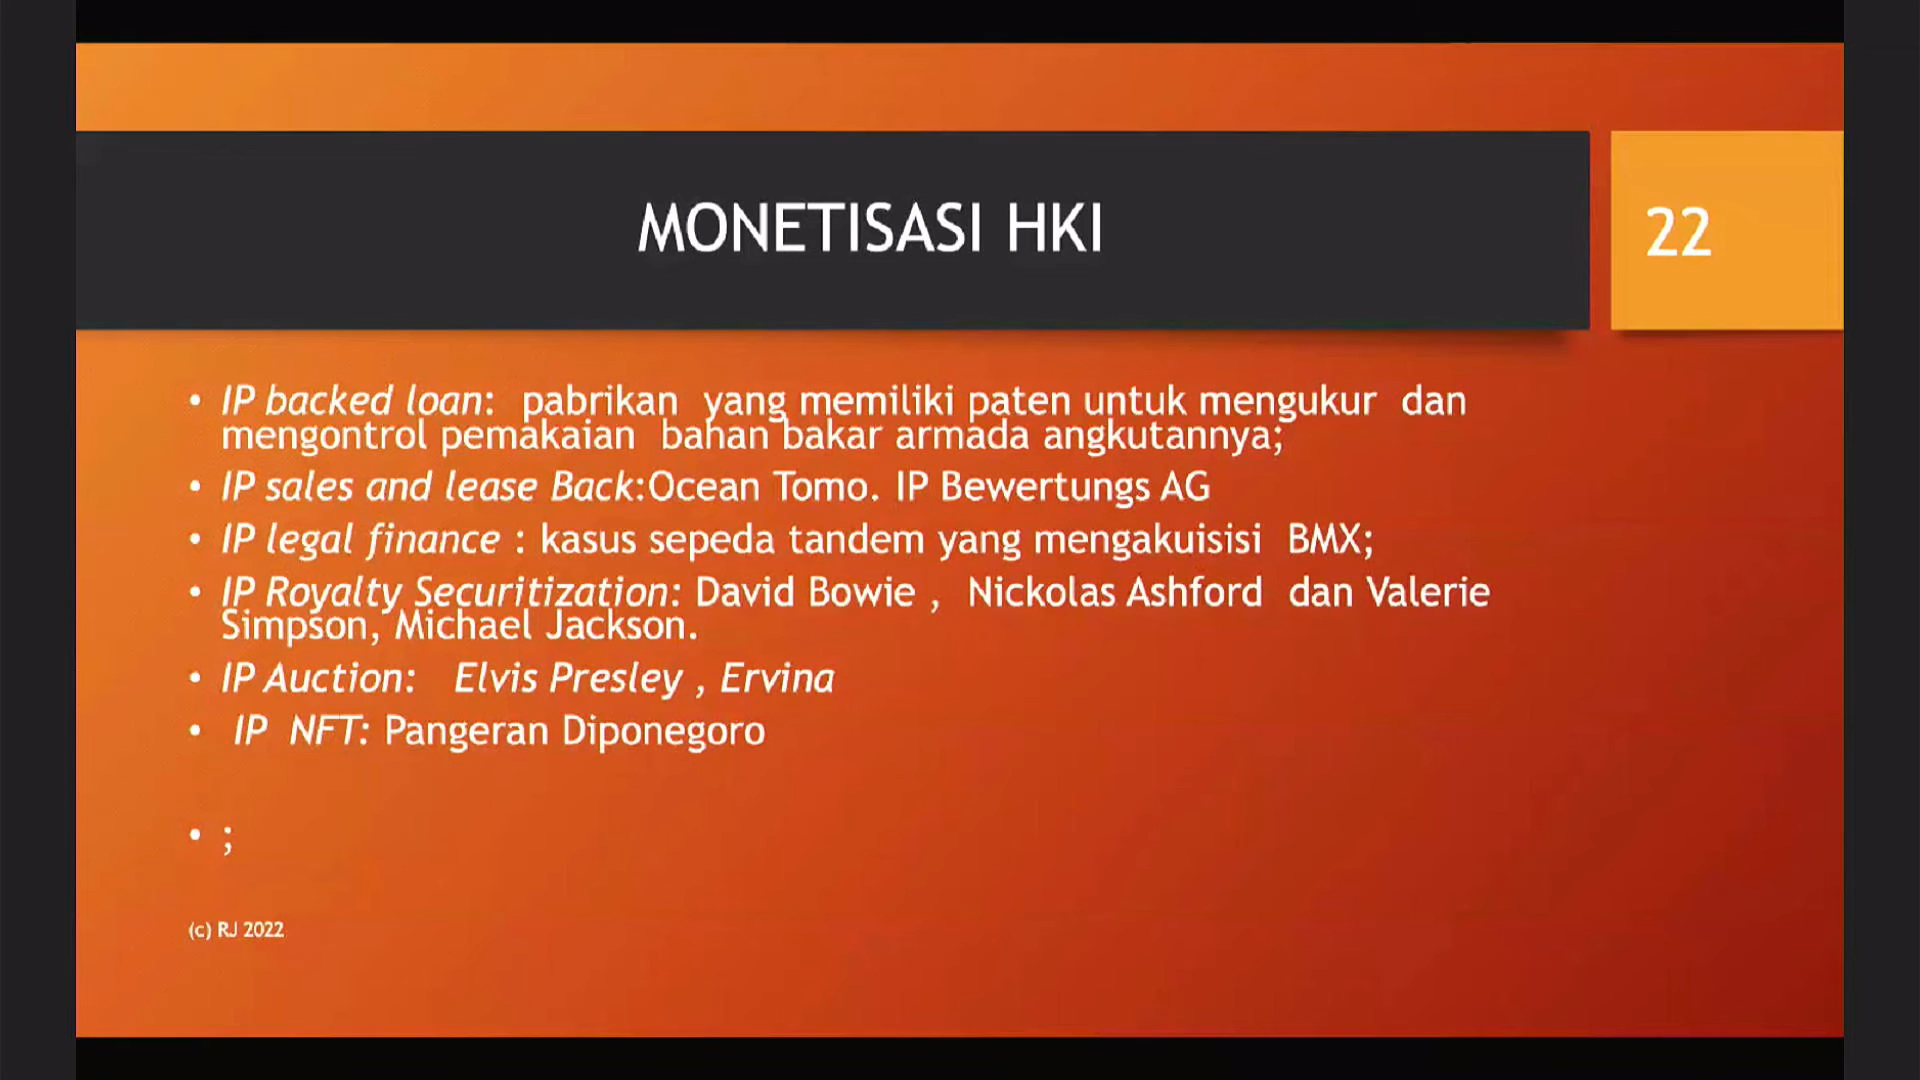 MONETISASI HKI
22
• IP backed loan: pabrikan yang memiliki paten untuk mengukur dan
mengontrol pemakaian bahan bakar armada angkutannya;
• IP sales and lease Back:Ocean Tomo. IP Bewertungs AG
• IP legal finance : kasus sepeda tandem yang mengakuisisi BMX;
• IP Royalty Securitization: David Bowie , Nickolas Ashford dan Valerie
Simpson, Michael Jackson.
• IP Auction: Elvis Presley , Ervina
• IP NFT: Pangeran Diponegoro
• ;
(c) RJ 2022